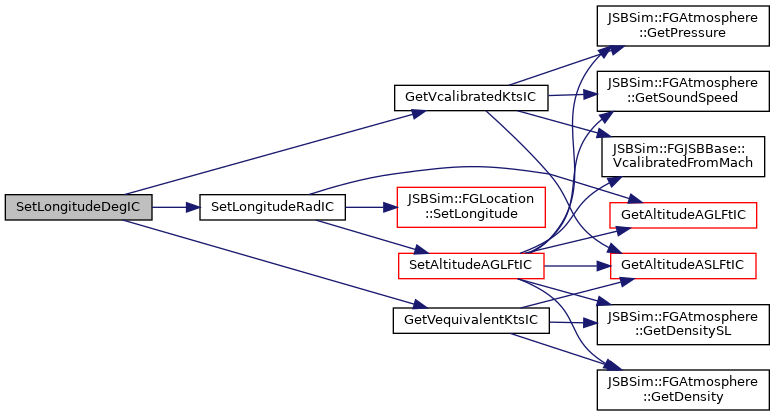 SetLongitudeDegIC
SetLongitudeRadIC
GetVcalibratedKtsIC
JSBSim::FGLocation
::SetLongitude
SetAltitudeAGLFtIC
GetVequivalentKtsIC
JSBSim::FGAtmosphere
::GetPressure
JSBSim::FGAtmosphere
::GetSoundSpeed
JSBSim::FGJSBBase::
VcalibratedFromMach
GetAltitudeAGLFtIC
GetAltitudeASLFtIC
JSBSim::FGAtmosphere
::GetDensitySL
JSBSim::FGAtmosphere
::GetDensity